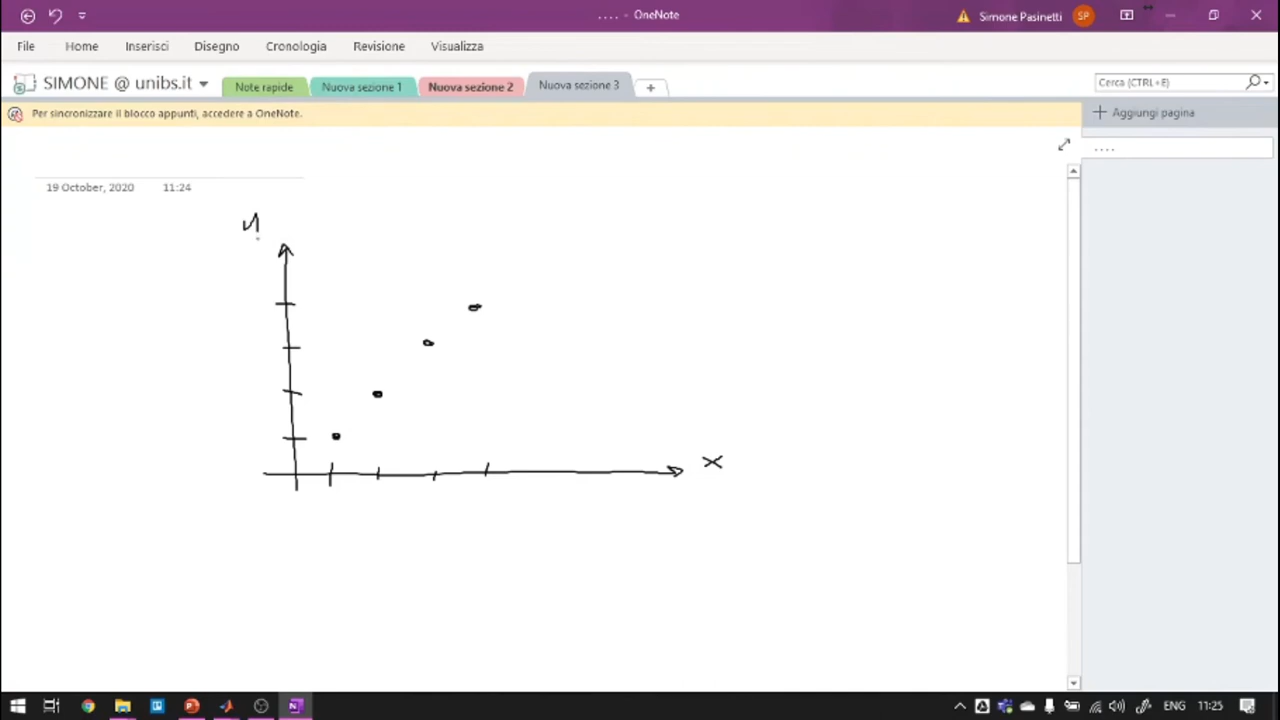 .... - OneNote
Simone Pasinetti
SP
File Home Inserisci Disegno Cronologia Revisione Visualizza
SIMONE @ unibs.it
Note rapide
Nuova sezione 1
Nuova sezione 2
Nuova sezione 3
+
Cerca (CTRL+E)
Per sincronizzare il blocco appunti, accedere a OneNote.
Aggiungi pagina
....
19 October, 2020 11:24
y
x
ENG 11:25